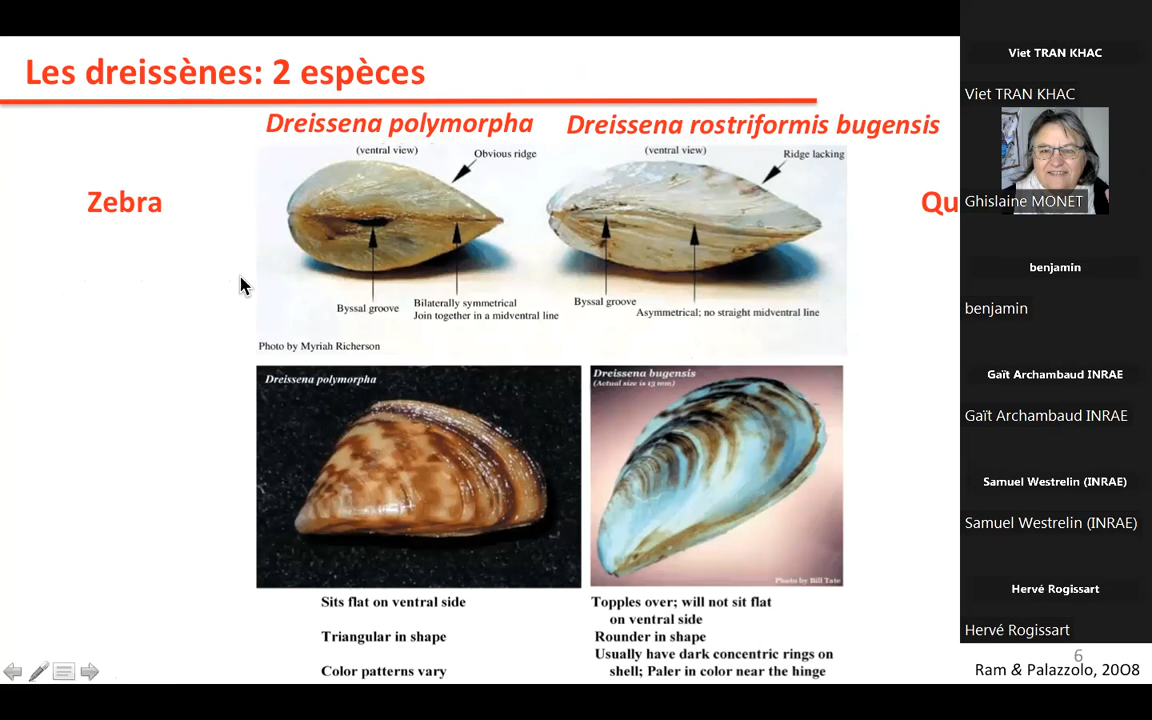 Les dreissènes: 2 espèces
Dreissena polymorpha
Dreissena rostriformis bugensis
(ventral view)
Obvious ridge
(ventral view)
Ridge lacking
Zebra
Qu
Byssal groove
Bilaterally symmetrical
Join together in a midventral line
Byssal groove
Asymmetrical; no straight midventral line
Photo by Myriah Richerson
Dreissena polymorpha
Dreissena bugensis
(Actual size is 13 mm)
Photo by Bill Tate
Sits flat on ventral side
Triangular in shape
Color patterns vary
Topples over; will not sit flat
on ventral side
Rounder in shape
Usually have dark concentric rings on
shell; Paler in color near the hinge
6
Ram & Palazzolo, 20O8
Viet TRAN KHAC
Viet TRAN KHAC
Ghislaine MONET
benjamin
benjamin
Gaït Archambaud INRAE
Gaït Archambaud INRAE
Samuel Westrelin (INRAE)
Samuel Westrelin (INRAE)
Hervé Rogissart
Hervé Rogissart